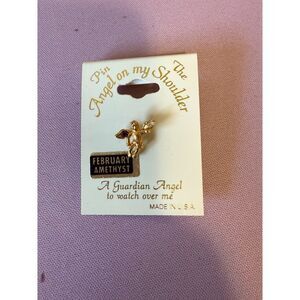 The
Angel on my Shoulder
Pin
FEBRUARY
AMETHYST
A Guardian Angel
to watch over me
MADE IN U.S.A.